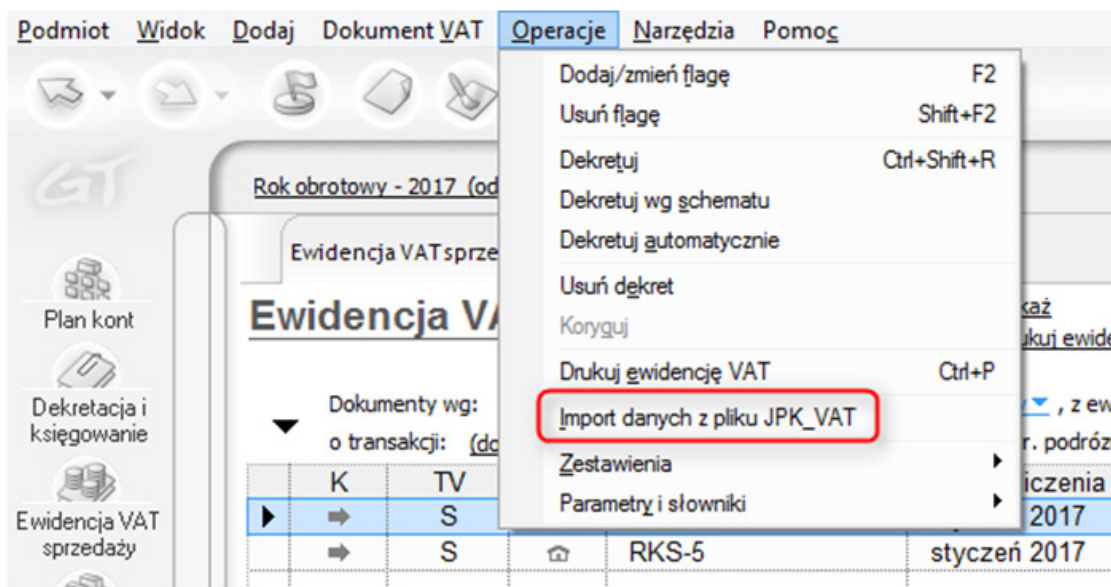 Podmiot Widok Dodaj Dokument VAT Operacje Narzędzia Pomoc
GT
Rok obrotowy - 2017 (od
Ewidencja VAT sprze
Ewidencja VA
Dokumenty wg:
o transakcji: (do
Dodaj/zmień flagę F2
Usuń flagę Shift+F2
Dekretuj Ctrl+Shift+R
Dekretuj wg schematu
Dekretuj automatycznie
Usuń dekret
Koryguj
Drukuj ewidencję VAT Ctrl+P
Import danych z pliku JPK_VAT
Zestawienia
Parametry i słowniki
każ
ukuj ewide
, z ew
r. podróż
Plan kont
Dekretacja i
księgowanie
Ewidencja VAT
sprzedaży
K TV iczenia
S 2017
S RKS-5 styczeń 2017